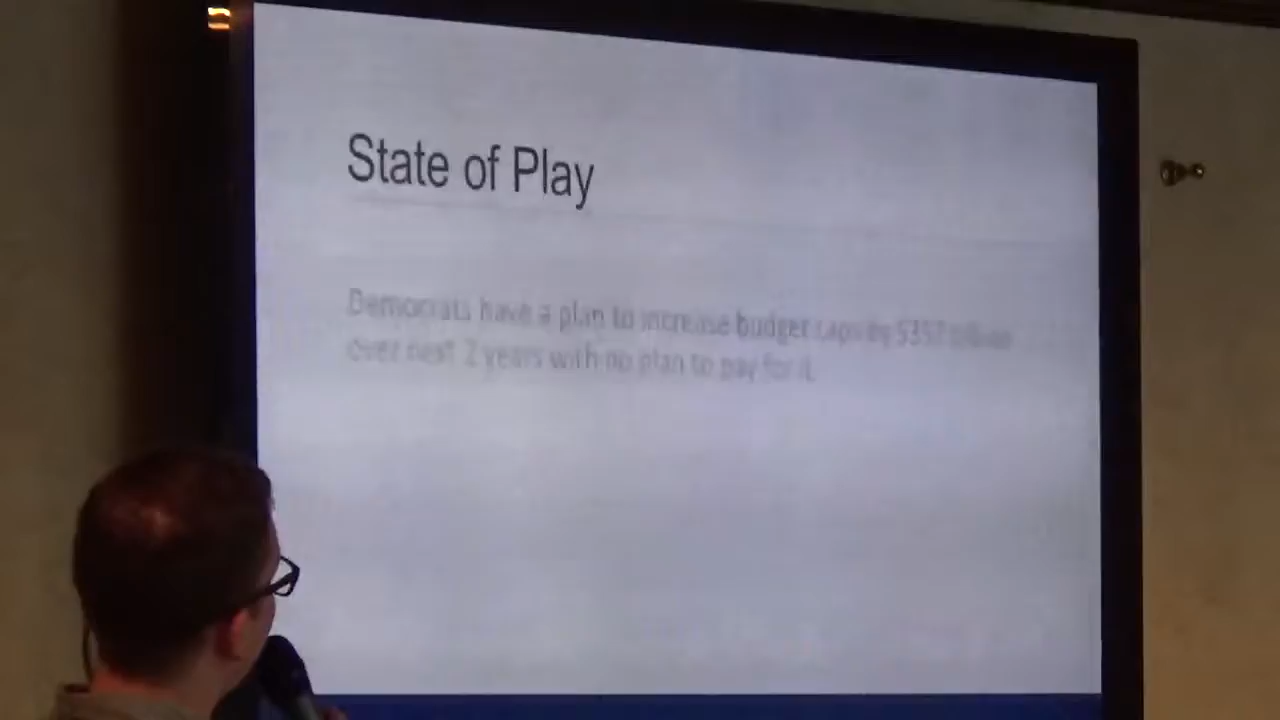 State of Play
Democrats have a plan to increase budget caps by $357 billion
over next 2 years with no plan to pay for it.